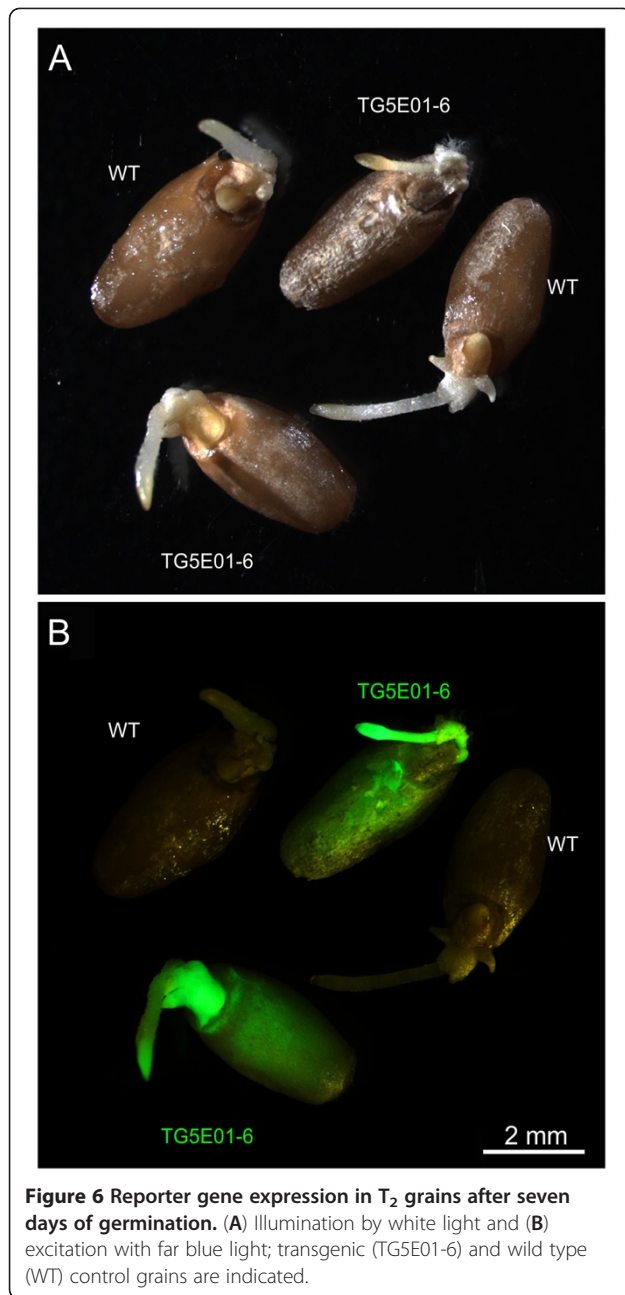 A
TG5E01-6
WT
WT
TG5E01-6
B
TG5E01-6
WT
WT
TG5E01-6
2 mm
Figure 6 Reporter gene expression in T₂ grains after seven
days of germination. (A) Illumination by white light and (B)
excitation with far blue light; transgenic (TG5E01-6) and wild type
(WT) control grains are indicated.